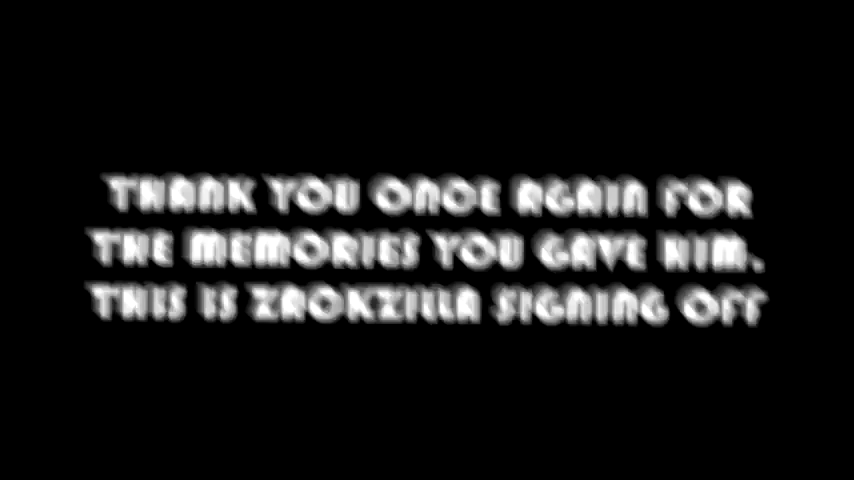 THANK YOU ONCE AGAIN FOR
THE MEMORIES YOU GAVE HIM.
THIS IS ZROKZILLA SIGNING OFF